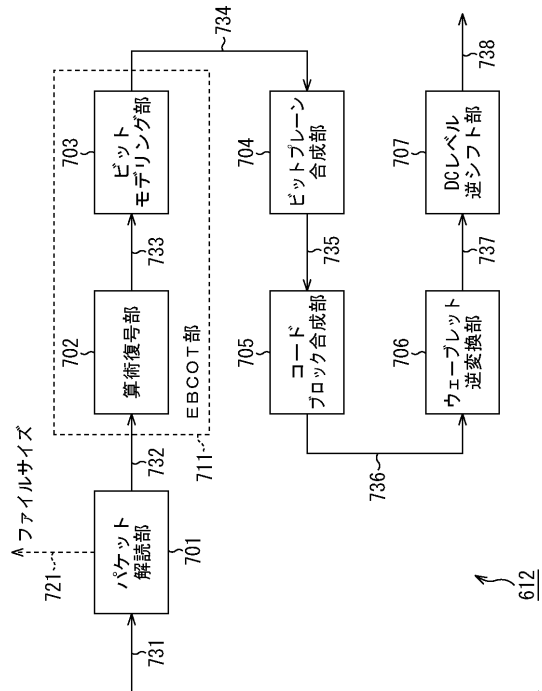 ファイルサイズ
721
731
パケット
解読部
701
732
算術復号部
702
733
ビット
モデリング部
703
EBCOT部
711
734
ビットプレーン
合成部
704
735
コード
ブロック合成部
705
736
ウェーブレット
逆変換部
706
737
DCレベル
逆シフト部
707
738
612